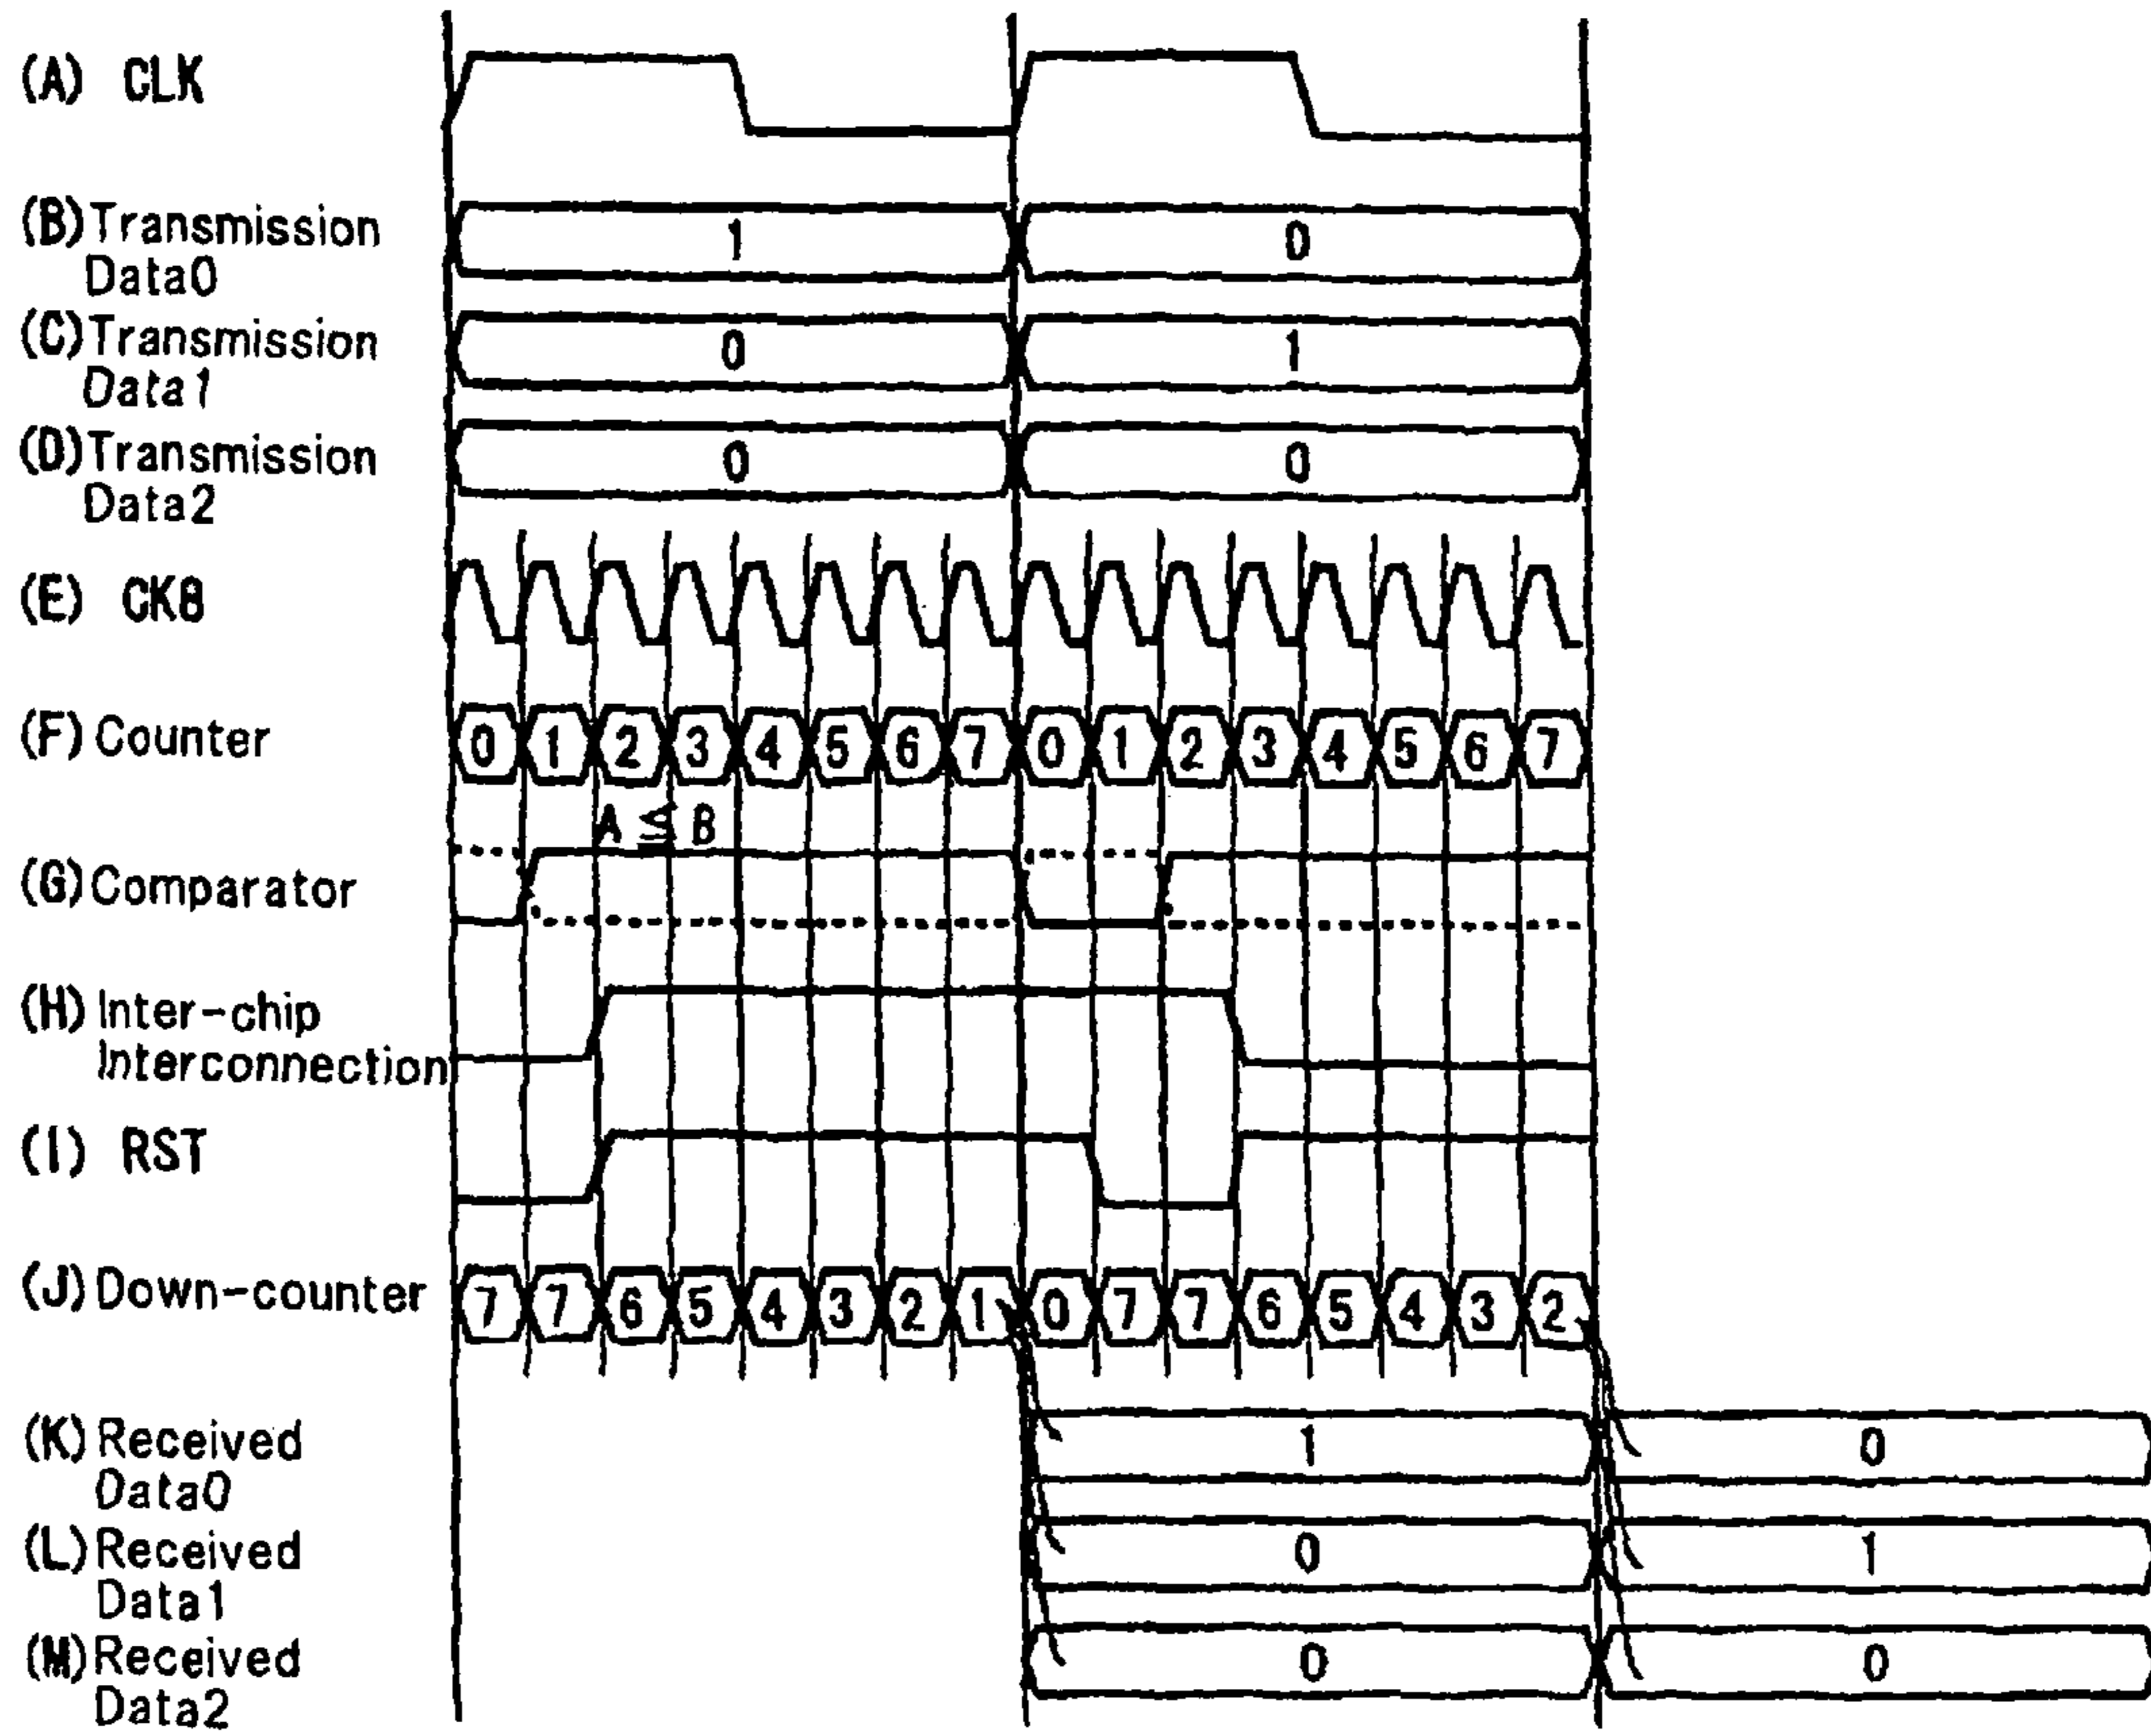 (A) CLK
(B) Transmission
Data0
1
0
(C) Transmission
Data1
0
1
(D) Transmission
Data2
0
0
(E) CK8
(F) Counter
0 1 2 3 4 5 6 7 0 1 2 3 4 5 6 7
A ≦ B
(G) Comparator
(H) Inter-chip
Interconnection
(I) RST
(J) Down-counter
7 7 6 5 4 3 2 1 0 7 7 6 5 4 3 2
(K) Received
Data0
1
0
(L) Received
Data1
0
1
(M) Received
Data2
0
0